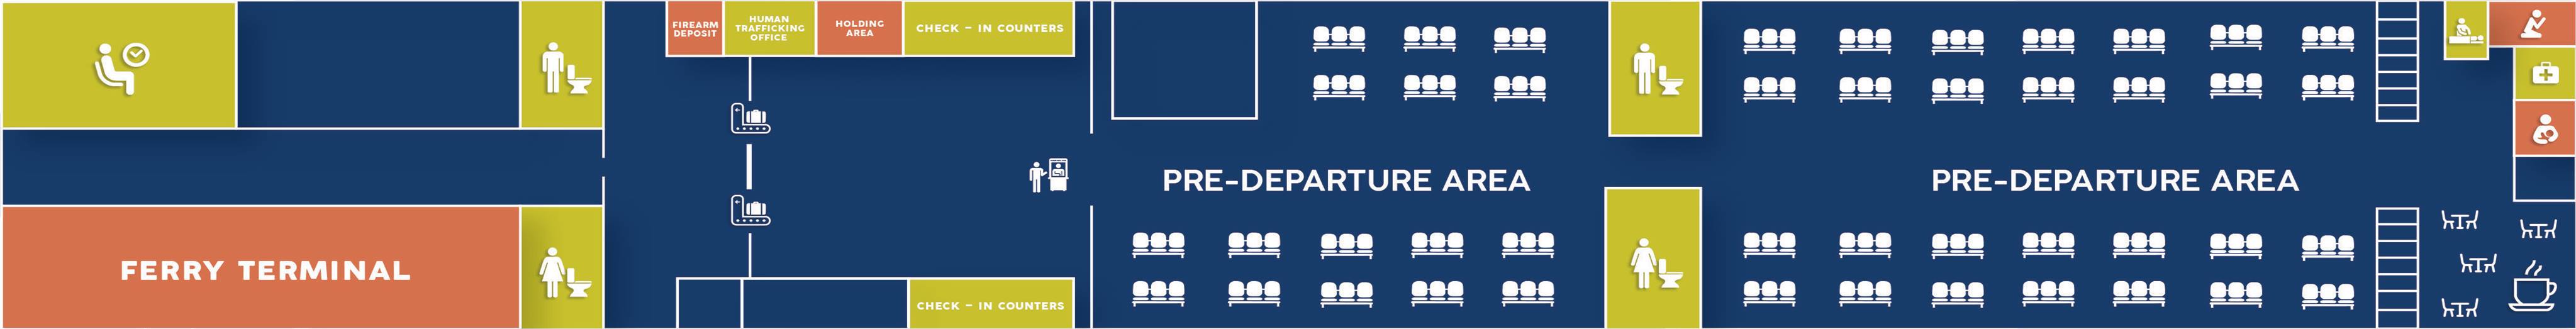 FIREARM
DEPOSIT
HUMAN
TRAFFICKING
OFFICE
HOLDING
AREA
CHECK - IN COUNTERS
PRE-DEPARTURE AREA
PRE-DEPARTURE AREA
FERRY TERMINAL
CHECK - IN COUNTERS